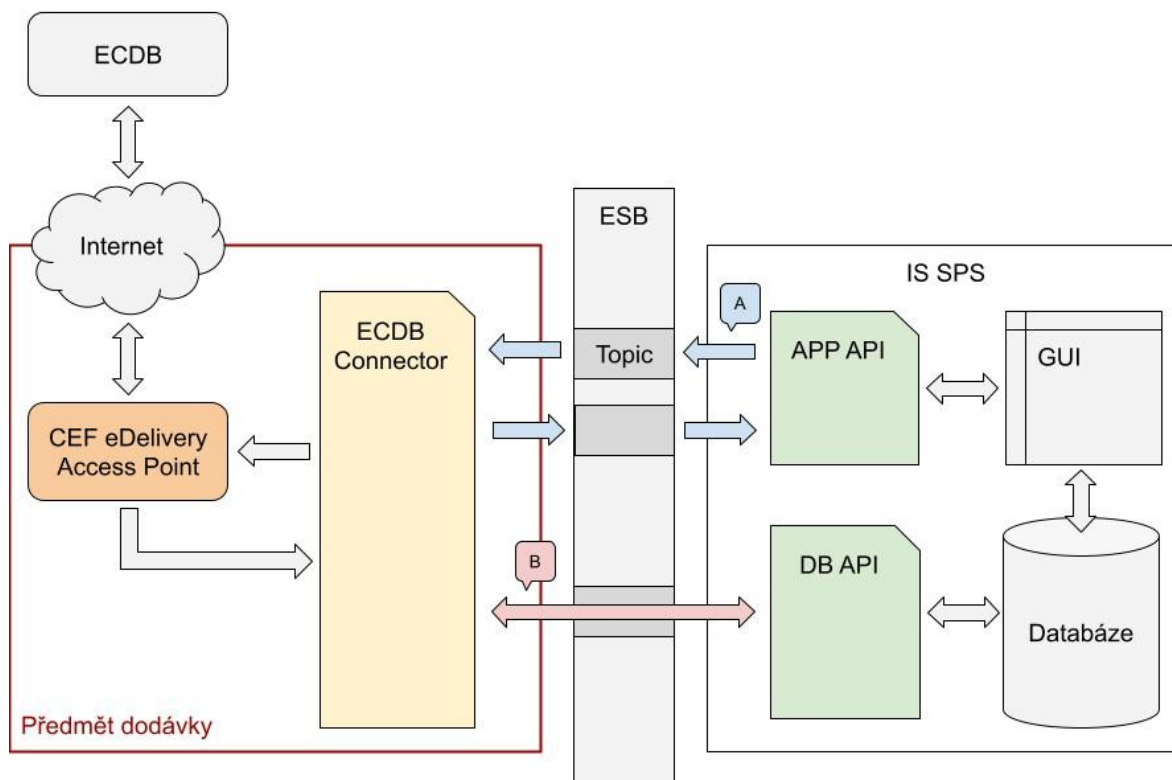 ECDB
Internet
ESB
IS SPS
A
ECDB
Connector
Topic
APP API
GUI
CEF eDelivery
Access Point
B
DB API
Databáze
Předmět dodávky